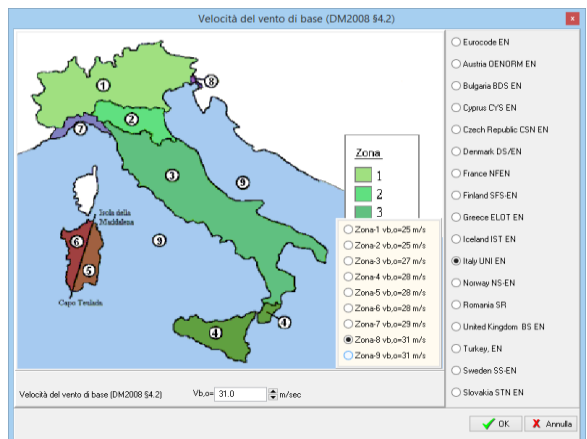 Velocità del vento di base (DM2008 §4.2)
x
Eurocode EN
Austria OENORM EN
Bulgaria BDS EN
Cyprus CYS EN
Czech Republic CSN EN
Denmark DS/EN
France NFEN
Finland SFS-EN
Greece ELOT EN
Iceland IST EN
Italy UNI EN
Norway NS-EN
Romania SR
United Kingdom BS EN
Turkey, EN
Sweden SS-EN
Slovakia STN EN
1
8
2
7
3
9
Isola della
Maddalena
6
9
5
Capo Teulada
4
4
Zona
1
2
3
Zona-1 vb,o=25 m/s
Zona-2 vb,o=25 m/s
Zona-3 vb,o=27 m/s
Zona-4 vb,o=28 m/s
Zona-5 vb,o=28 m/s
Zona-6 vb,o=28 m/s
Zona-7 vb,o=29 m/s
Zona-8 vb,o=31 m/s
Zona-9 vb,o=31 m/s
Velocità del vento di base (DM2008 §4.2) Vb,o= 31.0 m/sec
OK X Annulla